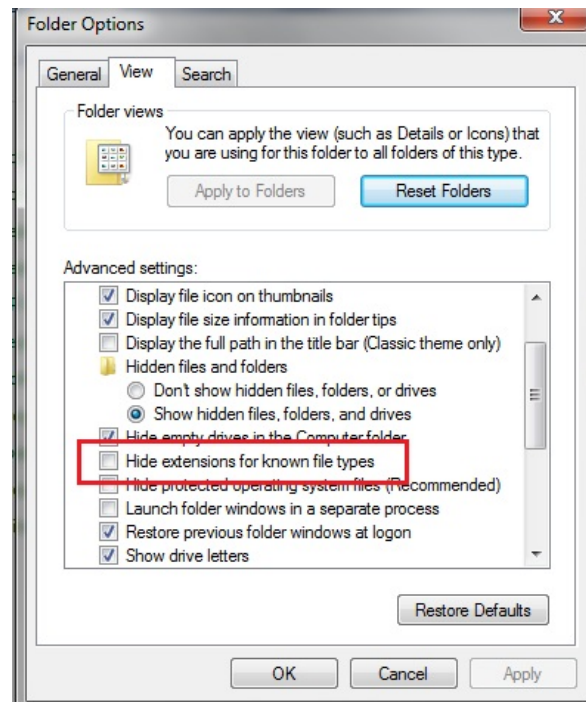 Folder Options
General View Search
Folder views
You can apply the view (such as Details or Icons) that
you are using for this folder to all folders of this type.
Apply to Folders Reset Folders
Advanced settings:
Display file icon on thumbnails
Display file size information in folder tips
Display the full path in the title bar (Classic theme only)
Hidden files and folders
Don't show hidden files, folders, or drives
Show hidden files, folders, and drives
Hide empty drives in the Computer folder
Hide extensions for known file types
Hide protected operating system files (Recommended)
Launch folder windows in a separate process
Restore previous folder windows at logon
Show drive letters
Restore Defaults
OK Cancel Apply